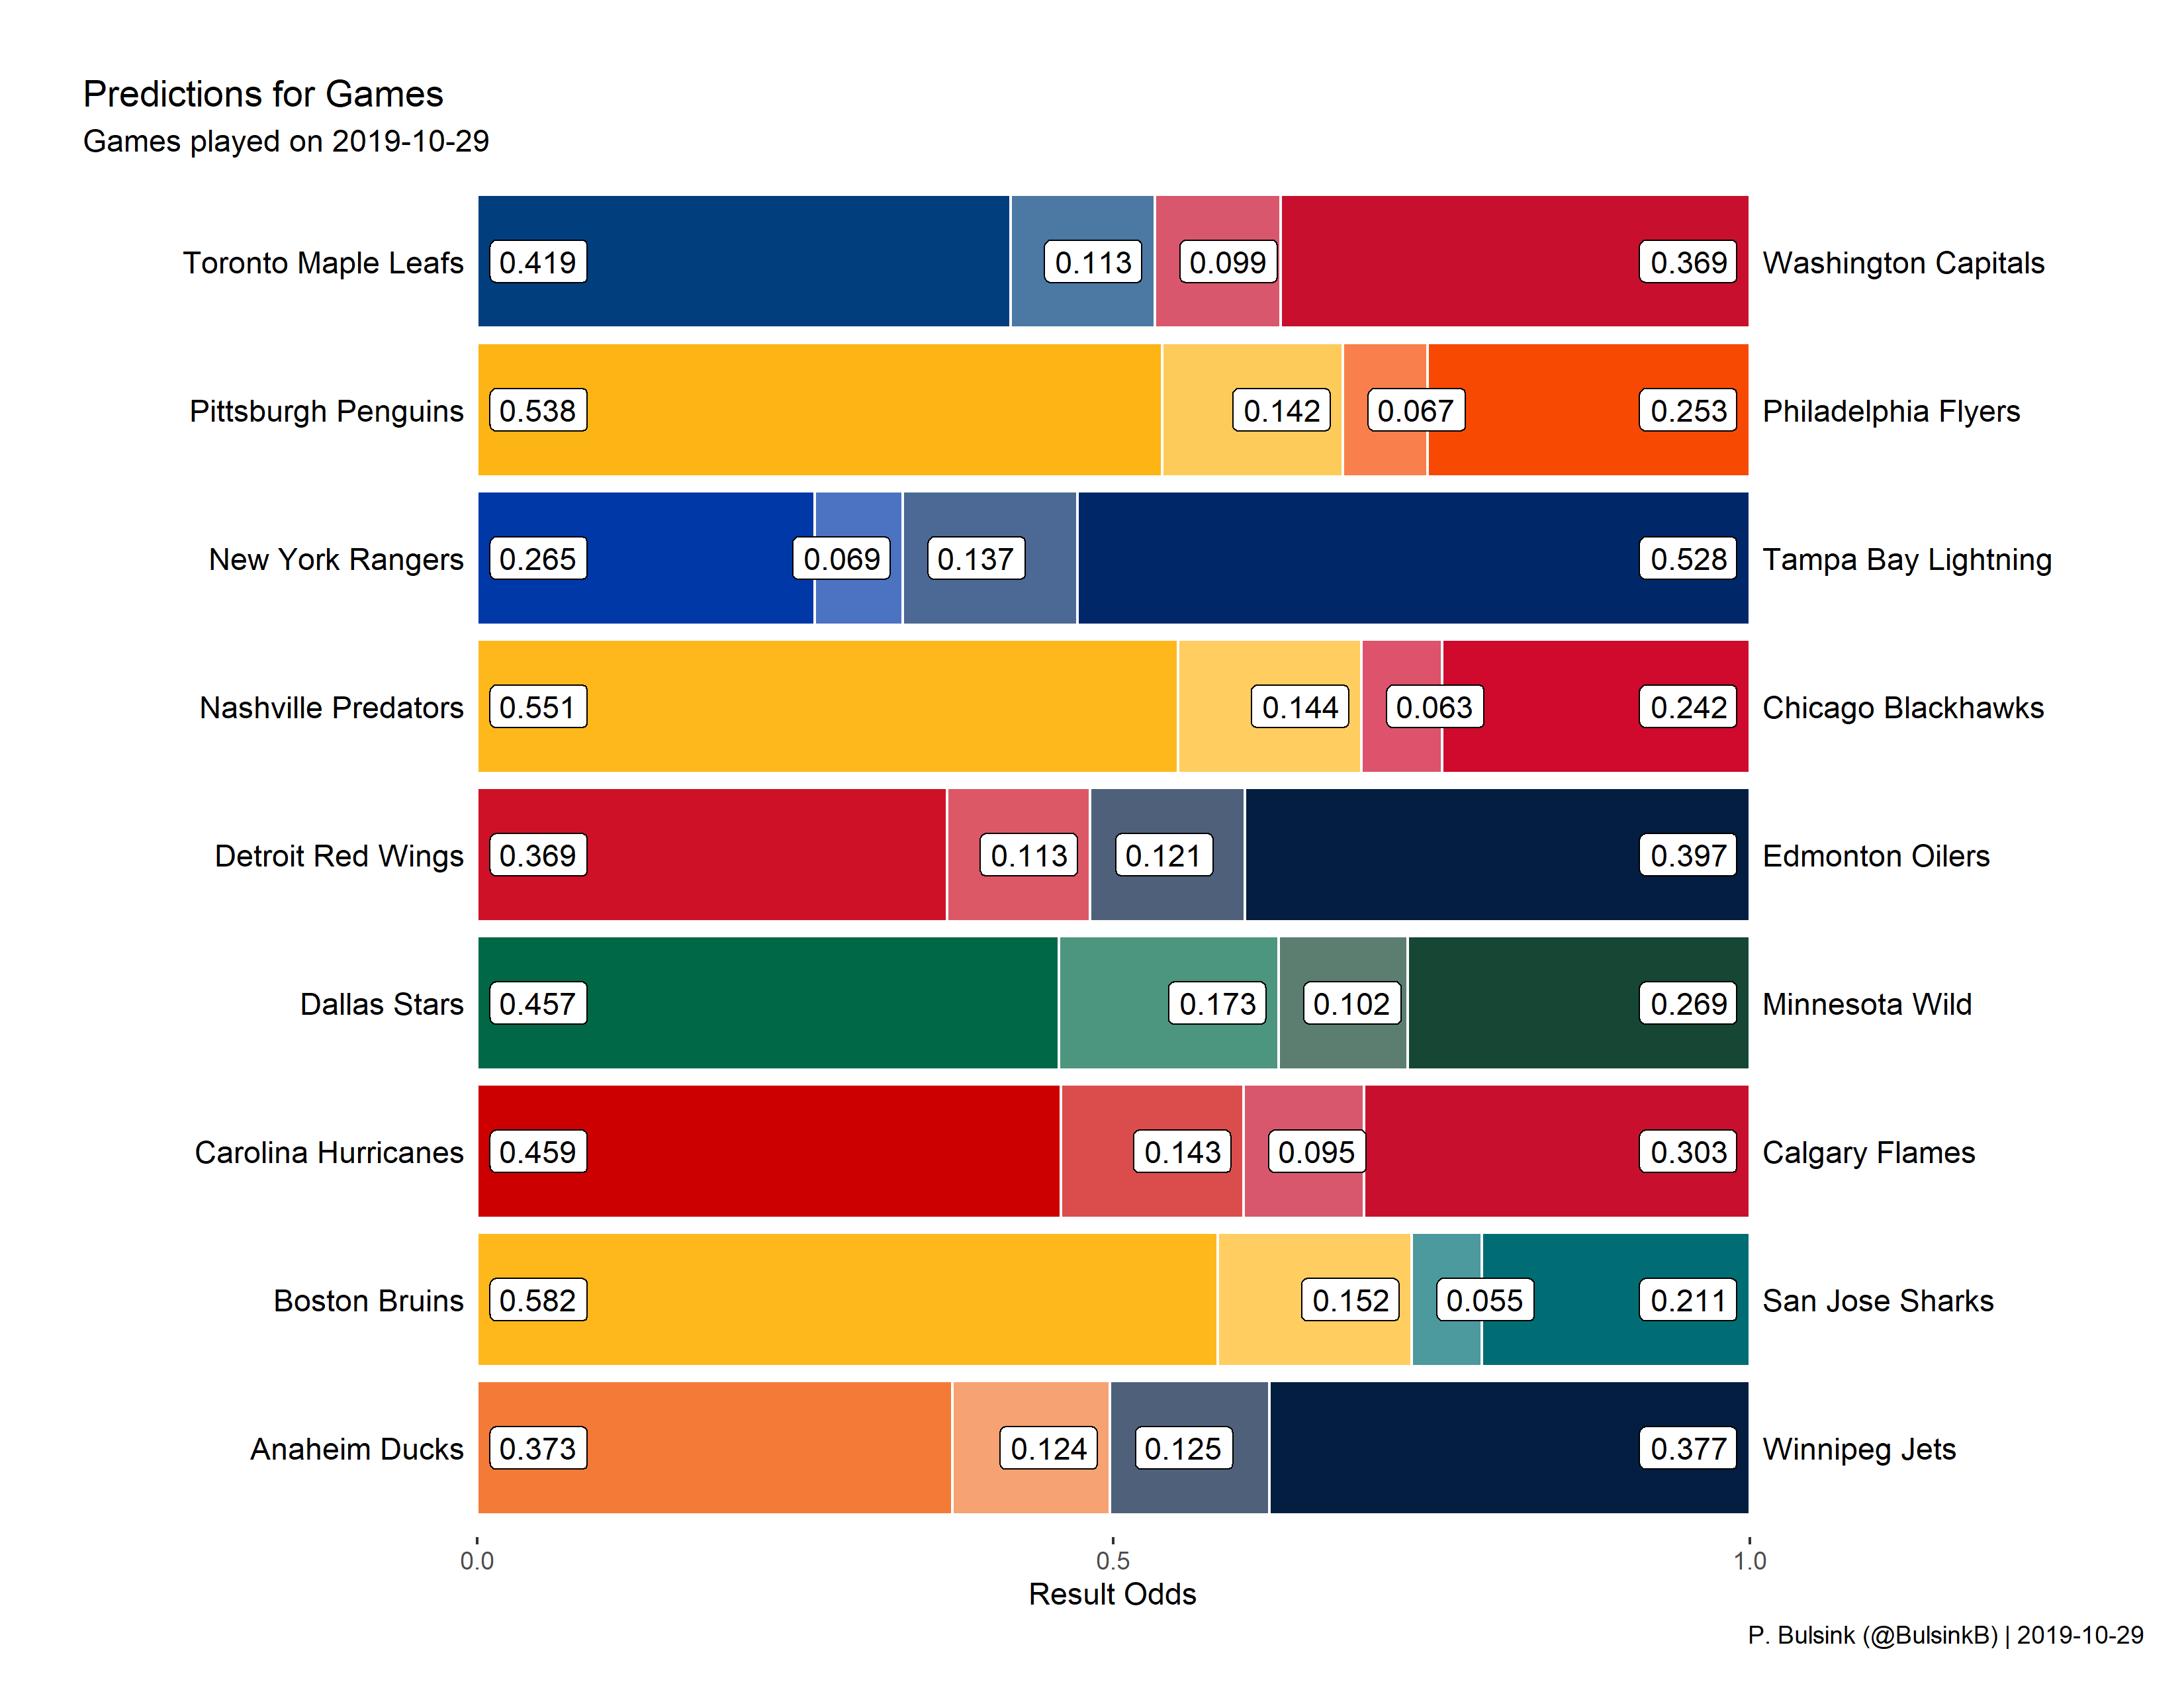 Predictions for Games
Games played on 2019-10-29
Toronto Maple Leafs 0.419 0.113 0.099 0.369 Washington Capitals
Pittsburgh Penguins 0.538 0.142 0.067 0.253 Philadelphia Flyers
New York Rangers 0.265 0.069 0.137 0.528 Tampa Bay Lightning
Nashville Predators 0.551 0.144 0.063 0.242 Chicago Blackhawks
Detroit Red Wings 0.369 0.113 0.121 0.397 Edmonton Oilers
Dallas Stars 0.457 0.173 0.102 0.269 Minnesota Wild
Carolina Hurricanes 0.459 0.143 0.095 0.303 Calgary Flames
Boston Bruins 0.582 0.152 0.055 0.211 San Jose Sharks
Anaheim Ducks 0.373 0.124 0.125 0.377 Winnipeg Jets
0.0 0.5 1.0
Result Odds
P. Bulsink (@BulsinkB) | 2019-10-29